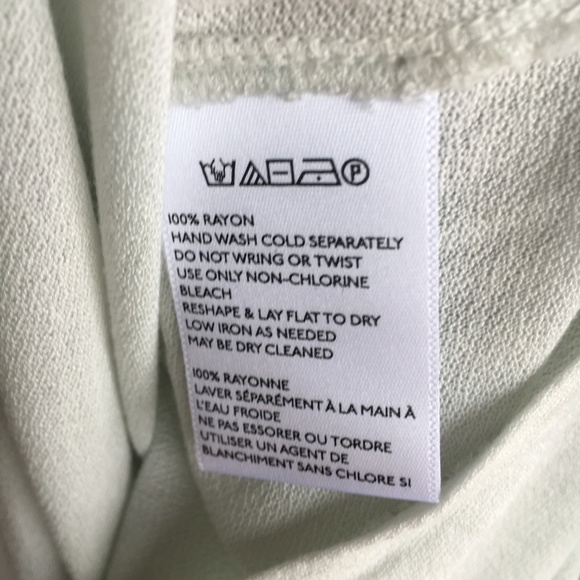 100% RAYON
HAND WASH COLD SEPARATELY
DO NOT WRING OR TWIST
USE ONLY NON-CHLORINE
BLEACH
RESHAPE & LAY FLAT TO DRY
LOW IRON AS NEEDED
MAY BE DRY CLEANED
100% RAYONNE
LAVER SÉPARÉMENT À LA MAIN À
L'EAU FROIDE
NE PAS ESSORER OU TORDRE
UTILISER UN AGENT DE
BLANCHIMENT SANS CHLORE SI